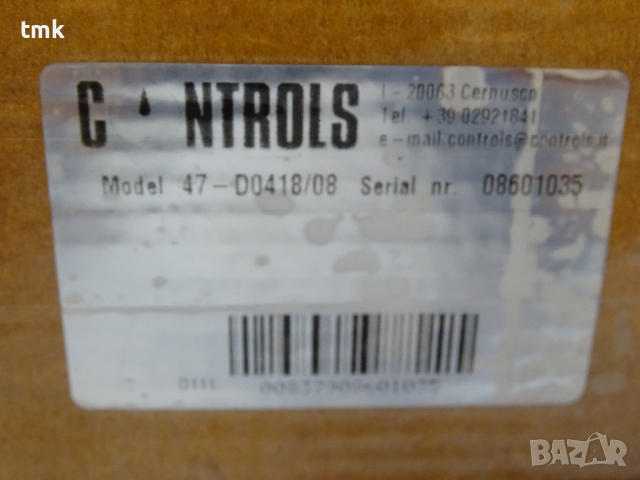 tmk
C NTROLS
I - 20063 Cernusco
Tel. +39 02921841
e-mail:controls@controls.it
Model 47-D0418/08 Serial nr. 08601035
00837908601035
BAZAR